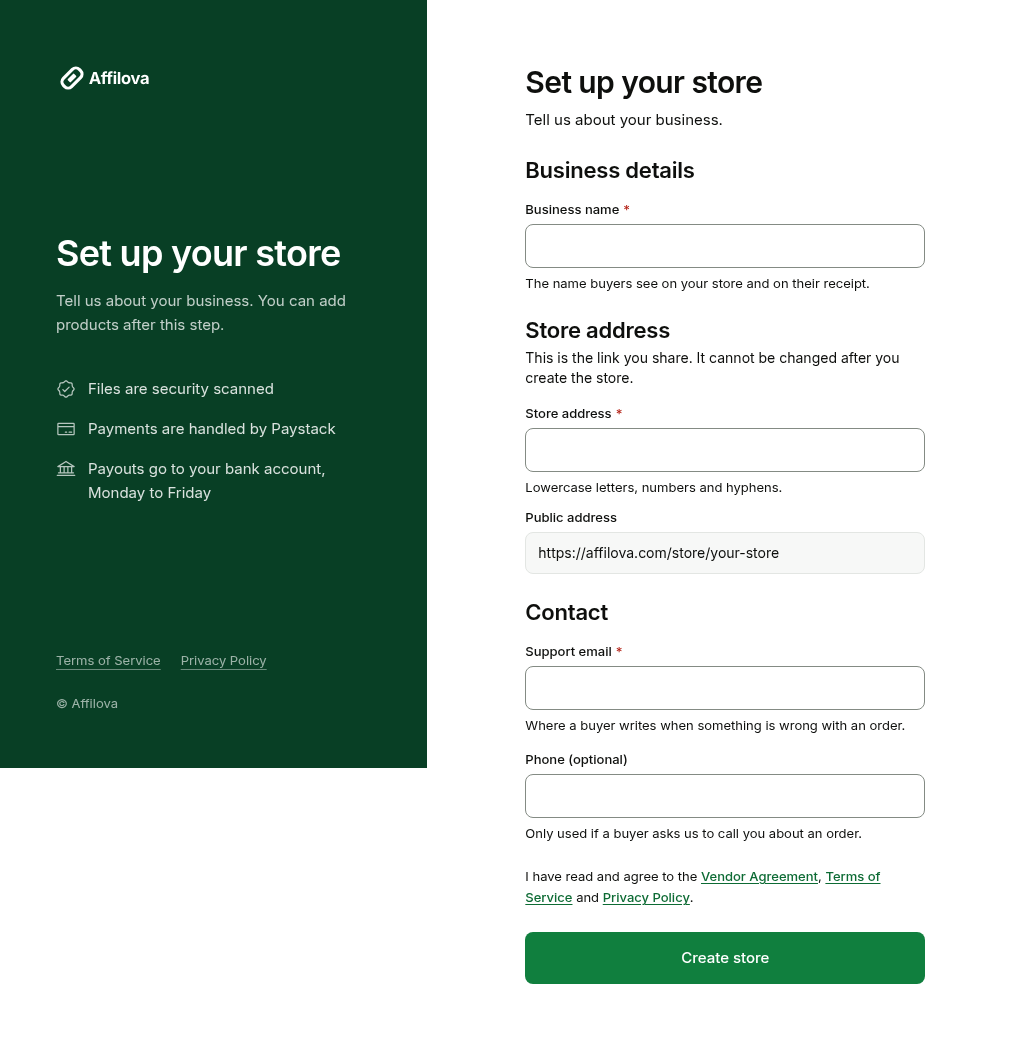 Affilova
Set up your store
Tell us about your business. You can add
products after this step.
Files are security scanned
Payments are handled by Paystack
Payouts go to your bank account,
Monday to Friday
Terms of Service Privacy Policy
© Affilova
Set up your store
Tell us about your business.
Business details
Business name *
The name buyers see on your store and on their receipt.
Store address
This is the link you share. It cannot be changed after you
create the store.
Store address *
Lowercase letters, numbers and hyphens.
Public address
https://affilova.com/store/your-store
Contact
Support email *
Where a buyer writes when something is wrong with an order.
Phone (optional)
Only used if a buyer asks us to call you about an order.
I have read and agree to the Vendor Agreement, Terms of
Service and Privacy Policy.
Create store